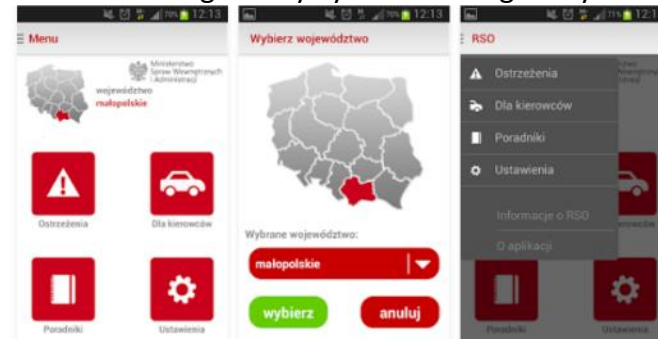 12:13
Menu
Ministerstwo
Spraw Wewnętrznych
i Administracji
województwo
małopolskie
Ostrzeżenia
Dla kierowców
Poradniki
Ustawienia
12:13
Wybierz województwo
Wybrane województwo:
małopolskie
wybierz
anuluj
RSO
Ostrzeżenia
Dla kierowców
Poradniki
Ustawienia
Informacje o RSO
O aplikacji
Poradniki
Ustawienia